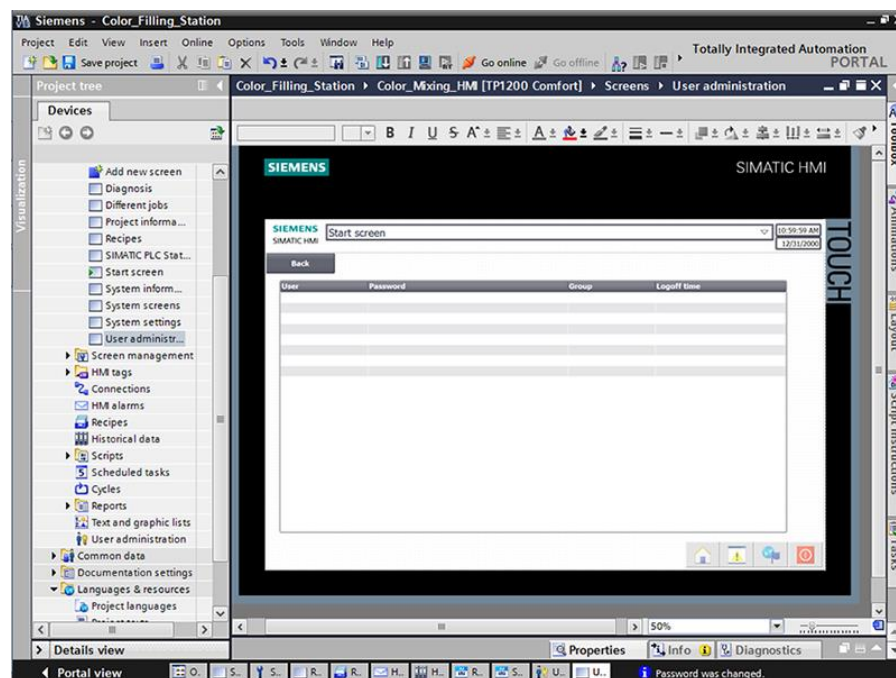 Siemens - Color_Filling_Station
Project Edit View Insert Online Options Tools Window Help
Save project
Go online
Go offline
Totally Integrated Automation
PORTAL
Project tree
Color_Filling_Station
Color_Mixing_HMI [TP1200 Comfort]
Screens
User administration
Devices
B I U S A A
Visualization
Add new screen
Diagnosis
Different jobs
Project informa...
Recipes
SIMATIC PLC Stat...
Start screen
System inform...
System screens
System settings
User administr...
Screen management
HMI tags
Connections
HMI alarms
Recipes
Historical data
Scripts
Scheduled tasks
Cycles
Reports
Text and graphic lists
User administration
Common data
Documentation settings
Languages & resources
Project languages
SIEMENS
SIMATIC HMI
TOUCH
SIEMENS
SIMATIC HMI
Start screen
10:59:59 AM
12/31/2000
Back
User Password Group Logoff time
50%
Toolbox
Animations
Layout
Script instructions
Tasks
Details view
Properties
Info
Diagnostics
Portal view
O.. S.. S.. R.. R.. H.. H.. R.. S.. U.. U..
Password was changed.